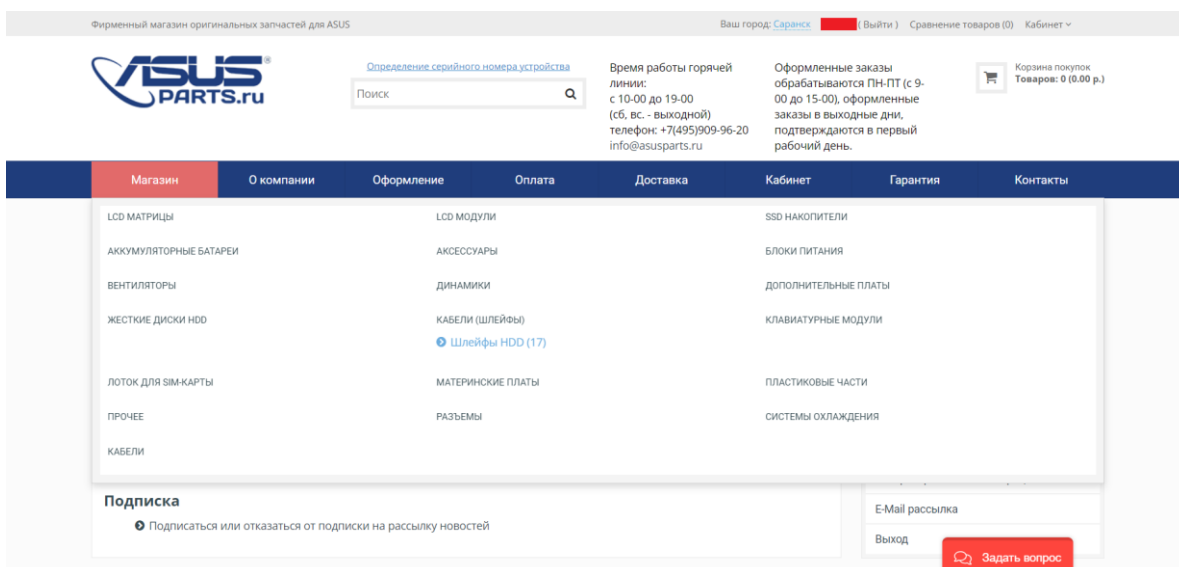 Фирменный магазин оригинальных запчастей для ASUS
Ваш город: Саранск ( Выйти ) Сравнение товаров (0) Кабинет
ASUS®
PARTS.ru
Определение серийного номера устройства
Поиск
Время работы горячей
линии:
с 10-00 до 19-00
(сб, вс. - выходной)
телефон: +7(495)909-96-20
info@asusparts.ru
Оформленные заказы
обрабатываются ПН-ПТ (с 9-
00 до 15-00), оформленные
заказы в выходные дни,
подтверждаются в первый
рабочий день.
Корзина покупок
Товаров: 0 (0.00 р.)
Магазин О компании Оформление Оплата Доставка Кабинет Гарантия Контакты
LCD МАТРИЦЫ LCD МОДУЛИ SSD НАКОПИТЕЛИ
АККУМУЛЯТОРНЫЕ БАТАРЕИ АКСЕССУАРЫ БЛОКИ ПИТАНИЯ
ВЕНТИЛЯТОРЫ ДИНАМИКИ ДОПОЛНИТЕЛЬНЫЕ ПЛАТЫ
ЖЕСТКИЕ ДИСКИ HDD КАБЕЛИ (ШЛЕЙФЫ) КЛАВИАТУРНЫЕ МОДУЛИ
Шлейфы HDD (17)
ЛОТОК ДЛЯ SIM-КАРТЫ МАТЕРИНСКИЕ ПЛАТЫ ПЛАСТИКОВЫЕ ЧАСТИ
ПРОЧЕЕ РАЗЪЕМЫ СИСТЕМЫ ОХЛАЖДЕНИЯ
КАБЕЛИ
Подписка
Подписаться или отказаться от подписки на рассылку новостей
E-Mail рассылка
Выход
Задать вопрос